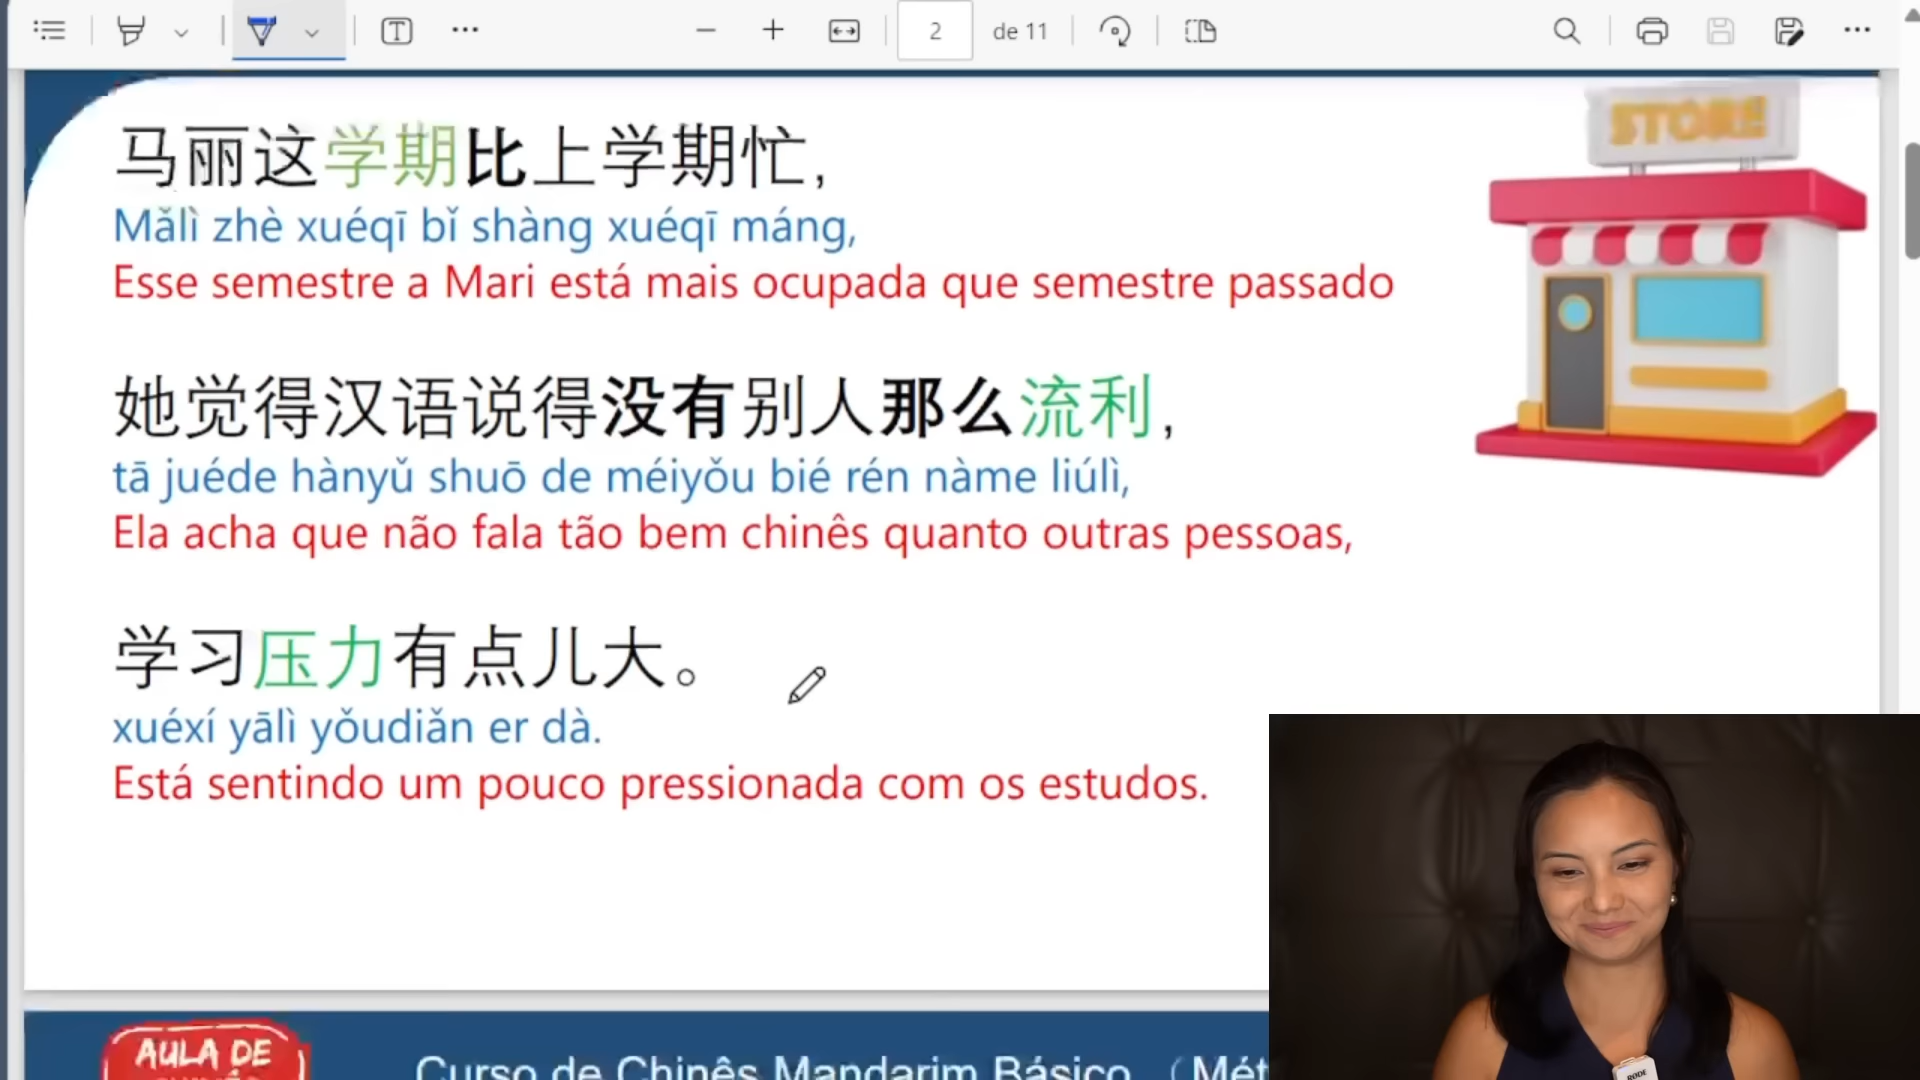 2 de 11
STORE
马丽这学期比上学期忙，
Mǎlì zhè xuéqī bǐ shàng xuéqī máng,
Esse semestre a Mari está mais ocupada que semestre passado
她觉得汉语说得没有别人那么流利，
tā juéde hànyǔ shuō de méiyǒu bié rén nàme liúlì,
Ela acha que não fala tão bem chinês quanto outras pessoas,
学习压力有点儿大。
xuéxí yālì yǒudiǎn er dà.
Está sentindo um pouco pressionada com os estudos.
AULA DE
Curso de Chinês Mandarim Básico （Mét
RODE